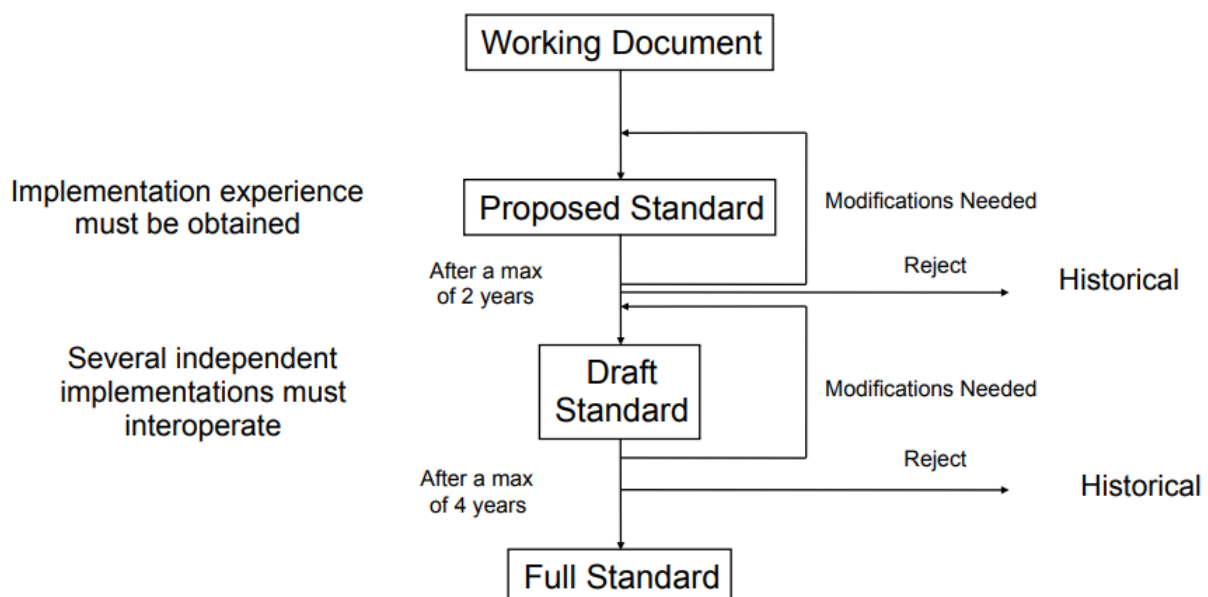 Working Document
Implementation experience
must be obtained
Proposed Standard
Modifications Needed
After a max
of 2 years
Reject
Historical
Several independent
implementations must
interoperate
Draft
Standard
Modifications Needed
After a max
of 4 years
Reject
Historical
Full Standard